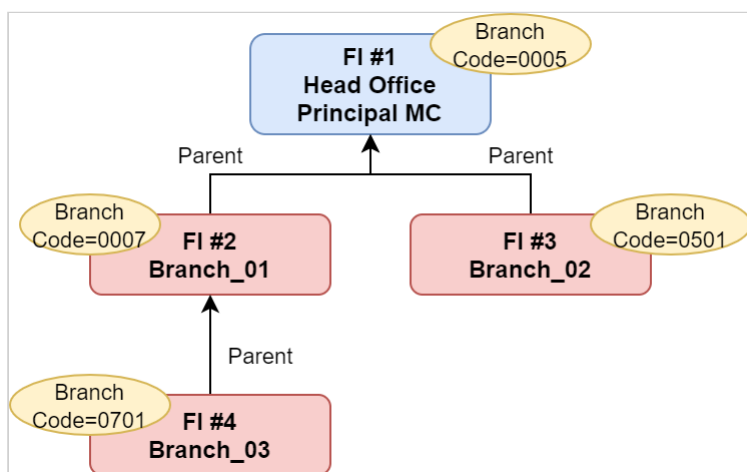 Branch
Code=0005
FI #1
Head Office
Principal MC
Parent
Parent
Branch
Code=0007
FI #2
Branch_01
FI #3
Branch_02
Branch
Code=0501
Parent
Branch
Code=0701
FI #4
Branch_03